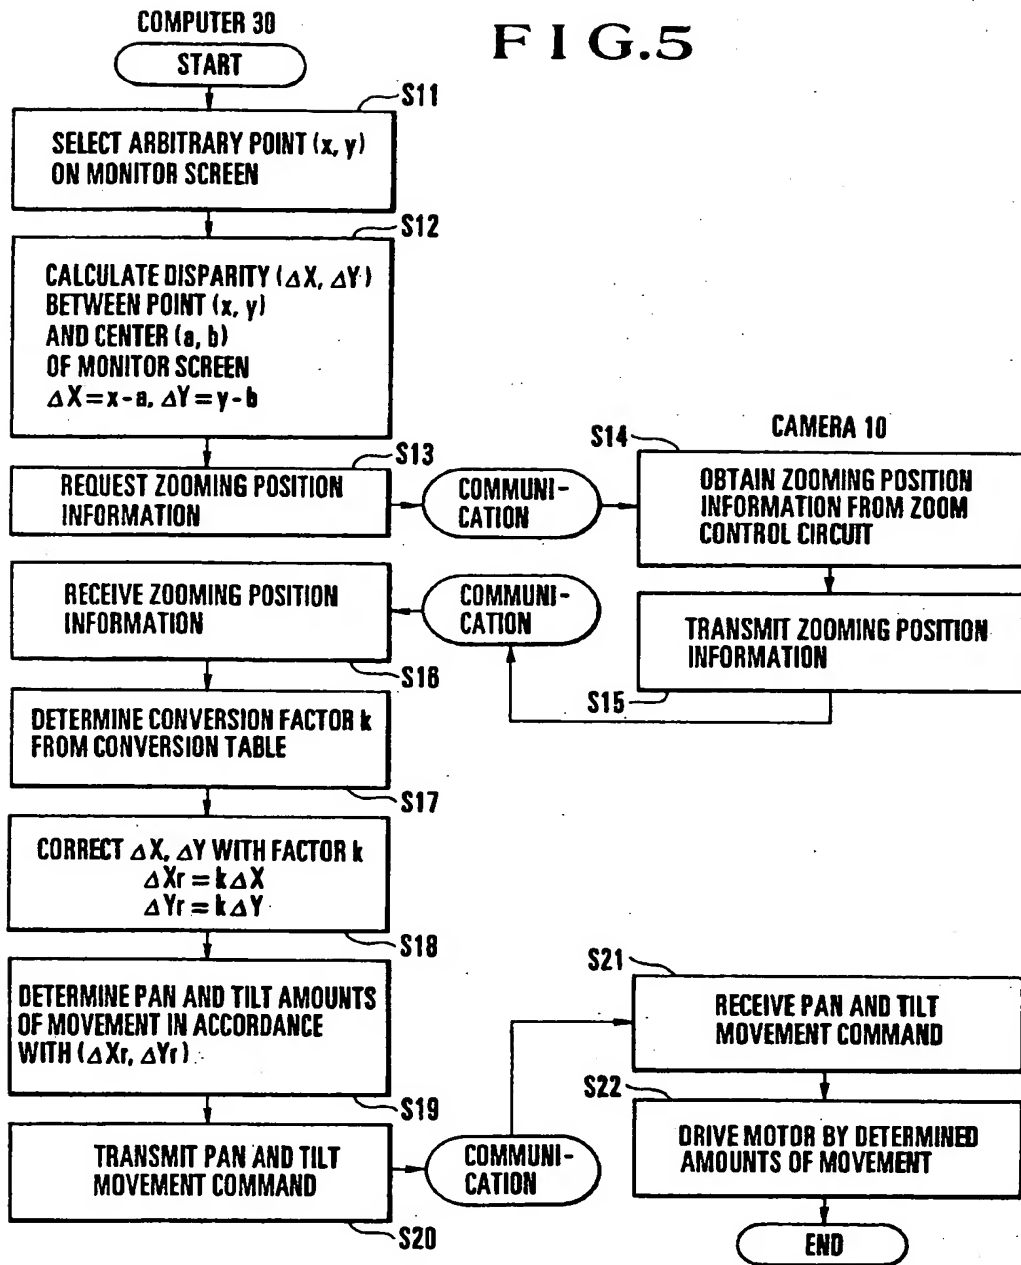 COMPUTER 30
FIG.5
START
S11
SELECT ARBITRARY POINT (x, y)
ON MONITOR SCREEN
S12
CALCULATE DISPARITY (ΔX, ΔY)
BETWEEN POINT (x, y)
AND CENTER (a, b)
OF MONITOR SCREEN
ΔX=x-a, ΔY=y-b
S13
REQUEST ZOOMING POSITION
INFORMATION
COMMUNI-
CATION
CAMERA 10
S14
OBTAIN ZOOMING POSITION
INFORMATION FROM ZOOM
CONTROL CIRCUIT
TRANSMIT ZOOMING POSITION
INFORMATION
S15
COMMUNI-
CATION
RECEIVE ZOOMING POSITION
INFORMATION
S16
DETERMINE CONVERSION FACTOR k
FROM CONVERSION TABLE
S17
CORRECT ΔX, ΔY WITH FACTOR k
ΔXr=kΔX
ΔYr=kΔY
S18
DETERMINE PAN AND TILT AMOUNTS
OF MOVEMENT IN ACCORDANCE
WITH (ΔXr, ΔYr)
S19
TRANSMIT PAN AND TILT
MOVEMENT COMMAND
S20
COMMUNI-
CATION
S21
RECEIVE PAN AND TILT
MOVEMENT COMMAND
S22
DRIVE MOTOR BY DETERMINED
AMOUNTS OF MOVEMENT
END